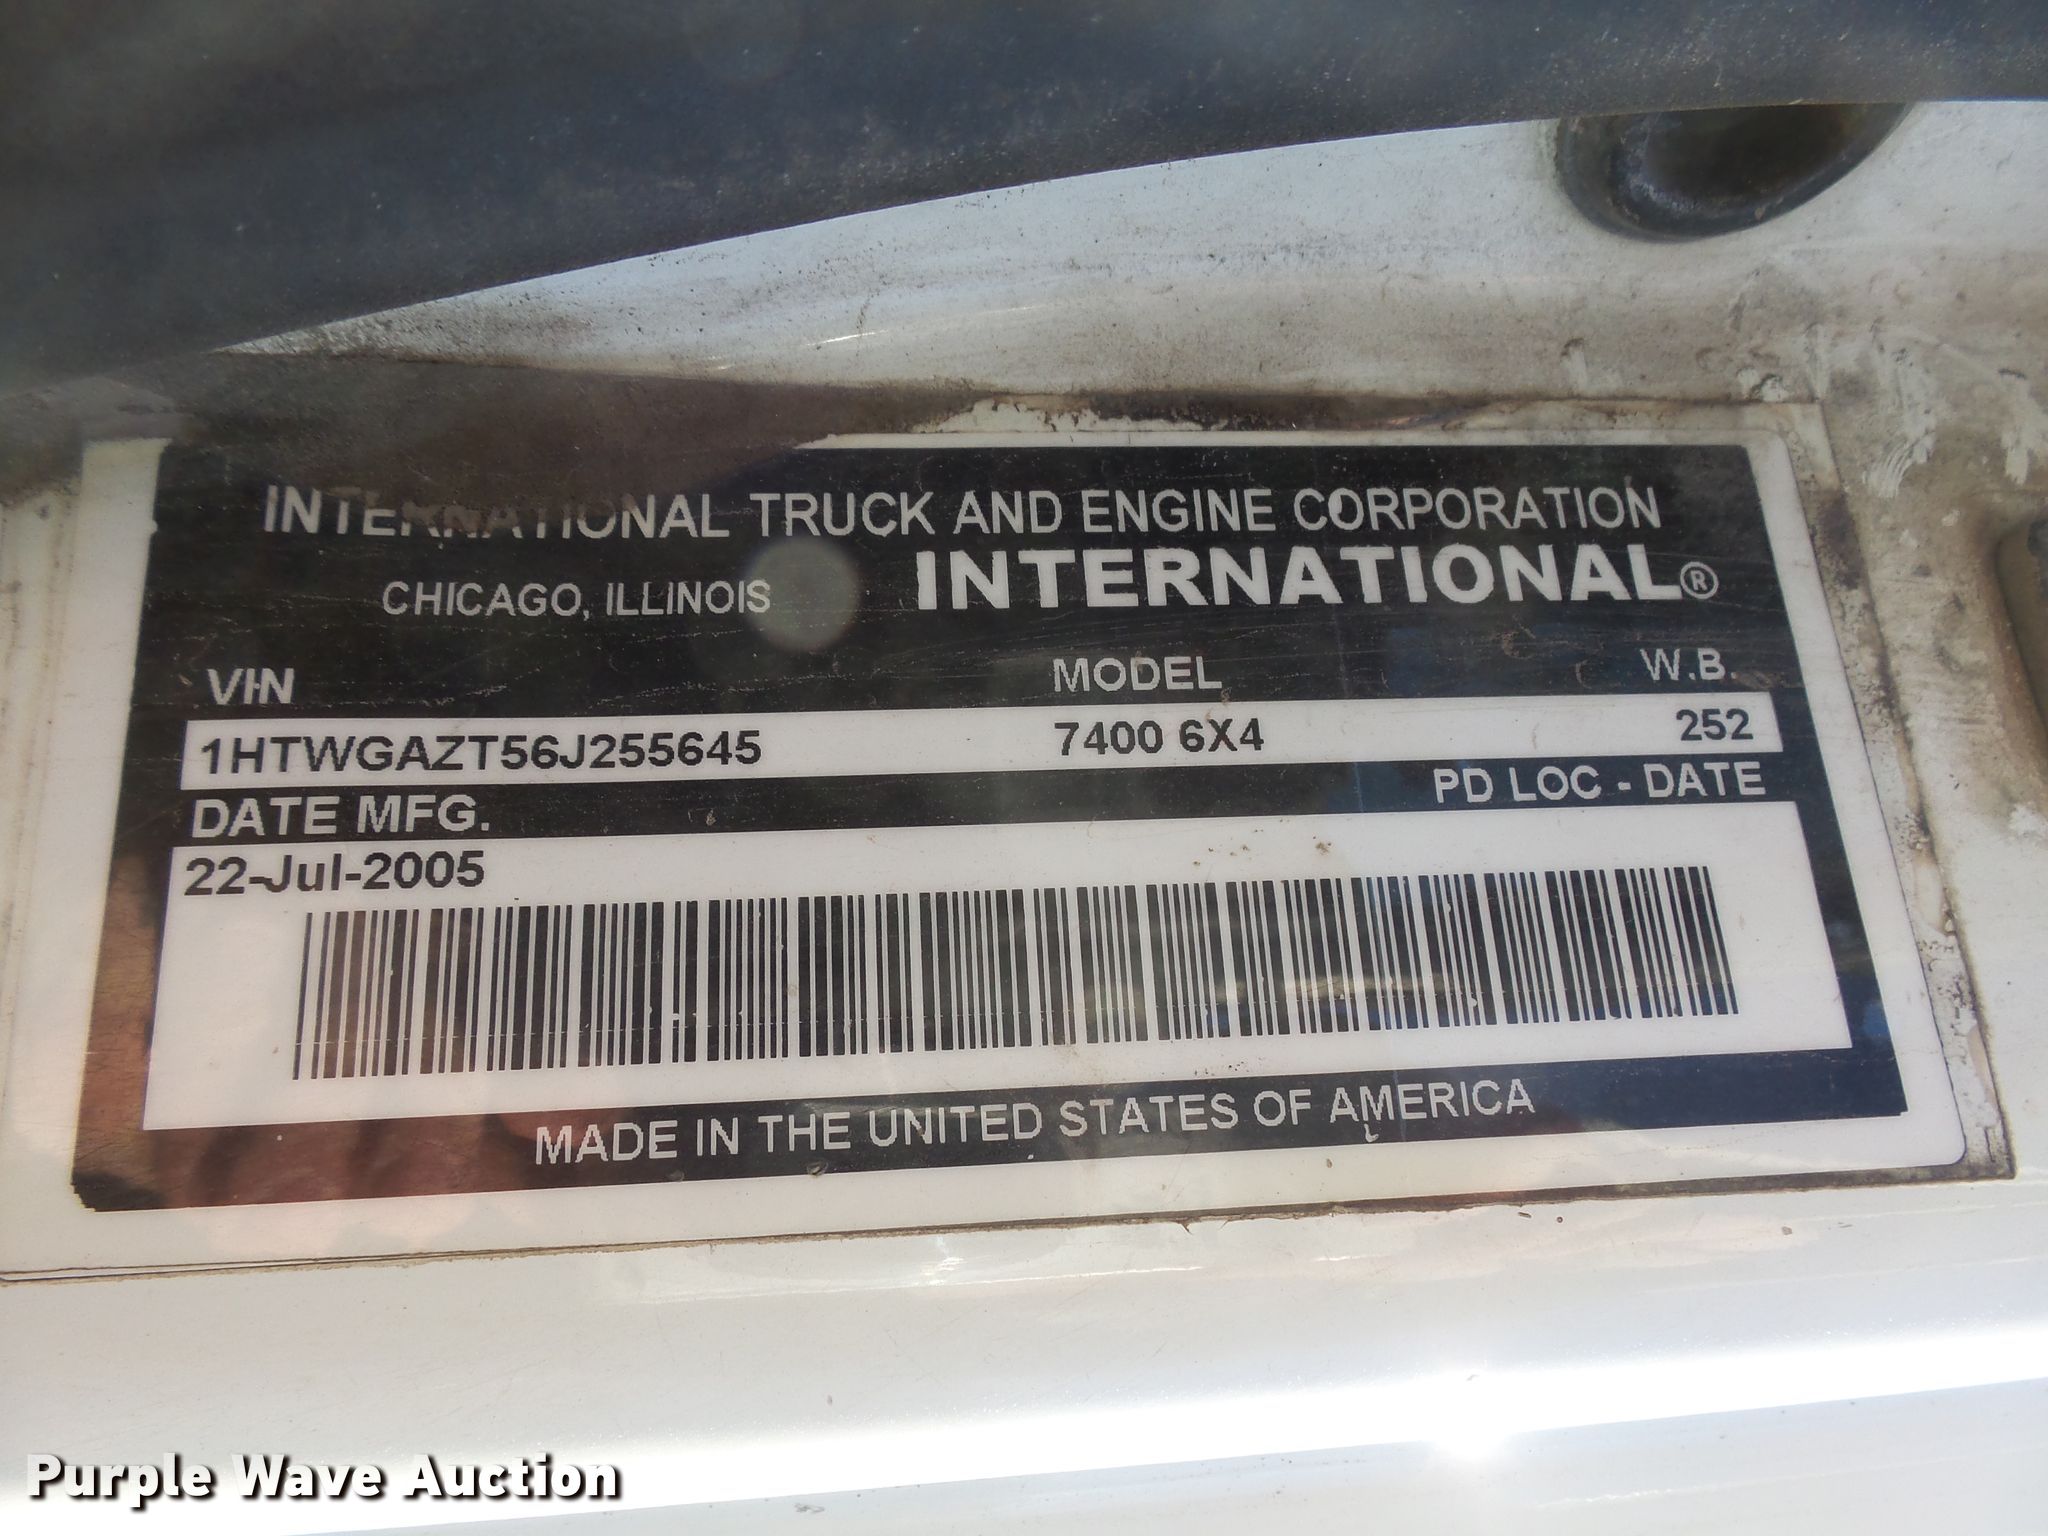 INTERNATIONAL TRUCK AND ENGINE CORPORATION
CHICAGO, ILLINOIS INTERNATIONAL®
VIN MODEL W.B.
1HTWGAZT56J255645 7400 6X4 252
DATE MFG. PD LOC - DATE
22-Jul-2005
MADE IN THE UNITED STATES OF AMERICA
Purple Wave Auction